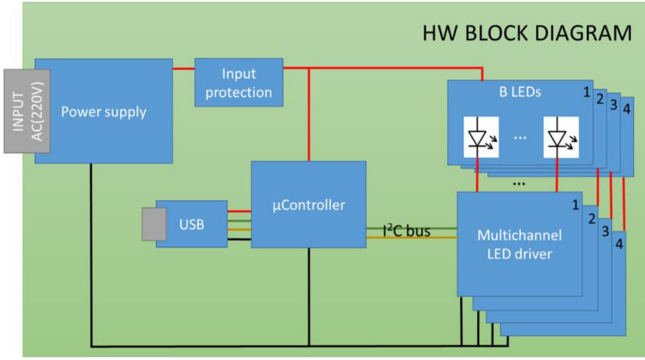 HW BLOCK DIAGRAM
INPUT
AC(220V)
Power supply
Input
protection
B LEDs
1
2
3
4
...
...
USB
µController
I²C bus
Multichannel
LED driver
1
2
3
4